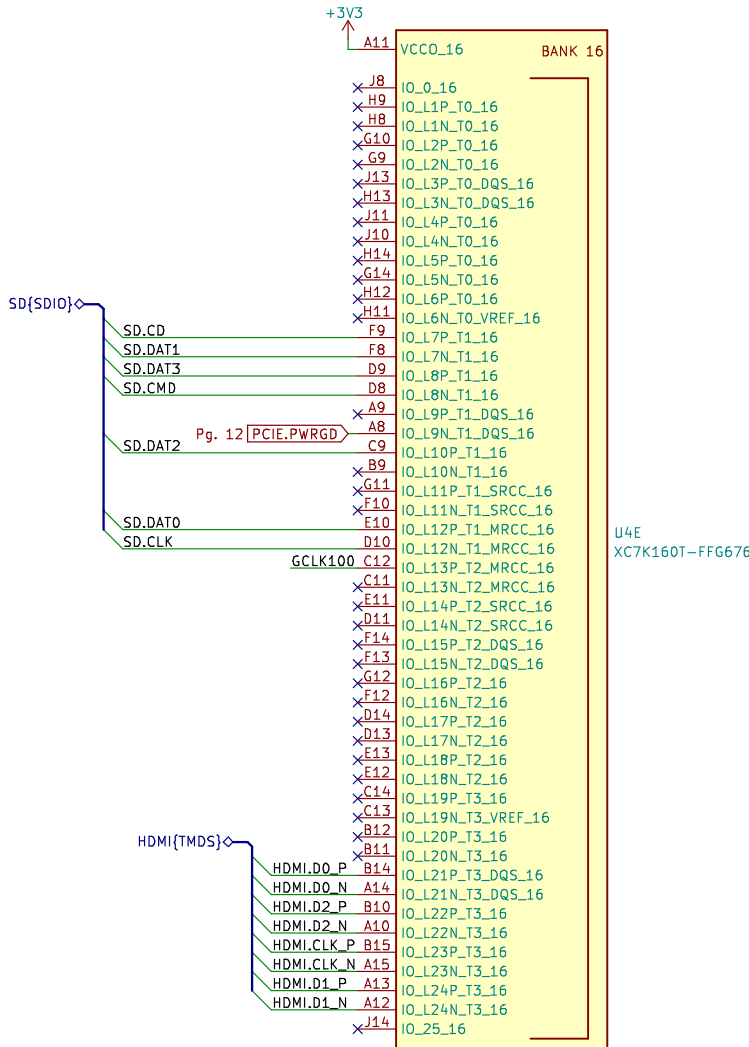 +3V3
A11 VCCO_16 BANK 16
J8 IO_0_16
H9 IO_L1P_T0_16
H8 IO_L1N_T0_16
G10 IO_L2P_T0_16
G9 IO_L2N_T0_16
J13 IO_L3P_T0_DQS_16
H13 IO_L3N_T0_DQS_16
J11 IO_L4P_T0_16
J10 IO_L4N_T0_16
H14 IO_L5P_T0_16
G14 IO_L5N_T0_16
H12 IO_L6P_T0_16
SD{SDIO}
H11 IO_L6N_T0_VREF_16
SD.CD F9 IO_L7P_T1_16
SD.DAT1 F8 IO_L7N_T1_16
SD.DAT3 D9 IO_L8P_T1_16
SD.CMD D8 IO_L8N_T1_16
A9 IO_L9P_T1_DQS_16
Pg. 12 PCIE.PWRGD A8 IO_L9N_T1_DQS_16
SD.DAT2 C9 IO_L10P_T1_16
B9 IO_L10N_T1_16
G11 IO_L11P_T1_SRCC_16
F10 IO_L11N_T1_SRCC_16
SD.DAT0 E10 IO_L12P_T1_MRCC_16
U4E
SD.CLK D10 IO_L12N_T1_MRCC_16
XC7K160T-FFG676
GCLK100 C12 IO_L13P_T2_MRCC_16
C11 IO_L13N_T2_MRCC_16
E11 IO_L14P_T2_SRCC_16
D11 IO_L14N_T2_SRCC_16
F14 IO_L15P_T2_DQS_16
F13 IO_L15N_T2_DQS_16
G12 IO_L16P_T2_16
F12 IO_L16N_T2_16
D14 IO_L17P_T2_16
D13 IO_L17N_T2_16
E13 IO_L18P_T2_16
E12 IO_L18N_T2_16
C14 IO_L19P_T3_16
C13 IO_L19N_T3_VREF_16
B12 IO_L20P_T3_16
HDMI{TMDS}
B11 IO_L20N_T3_16
HDMI.D0_P B14 IO_L21P_T3_DQS_16
HDMI.D0_N A14 IO_L21N_T3_DQS_16
HDMI.D2_P B10 IO_L22P_T3_16
HDMI.D2_N A10 IO_L22N_T3_16
HDMI.CLK_P B15 IO_L23P_T3_16
HDMI.CLK_N A15 IO_L23N_T3_16
HDMI.D1_P A13 IO_L24P_T3_16
HDMI.D1_N A12 IO_L24N_T3_16
J14 IO_25_16